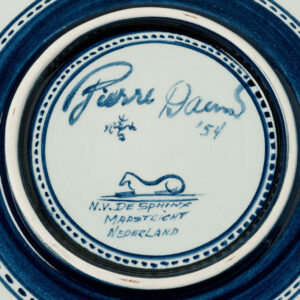 Pierre Daems
'54
N.V. DE SPHINX
MAASTRICHT
NEDERLAND